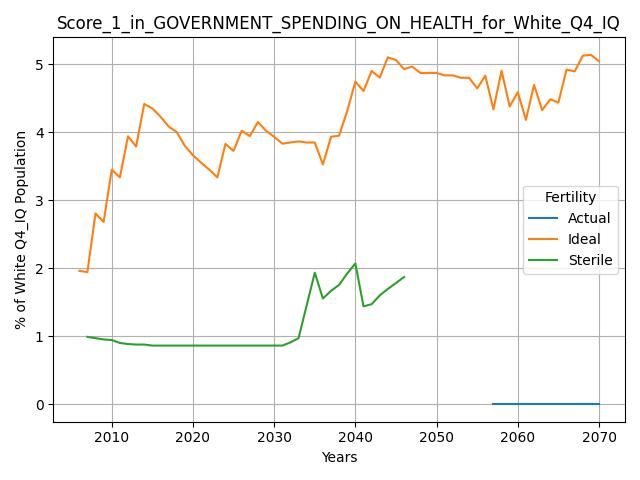 Score_1_in_GOVERNMENT_SPENDING_ON_HEALTH_for_White_Q4_IQ
% of White Q4_IQ Population
5
4
3
2
1
0
Fertility
Actual
Ideal
Sterile
2010 2020 2030 2040 2050 2060 2070
Years